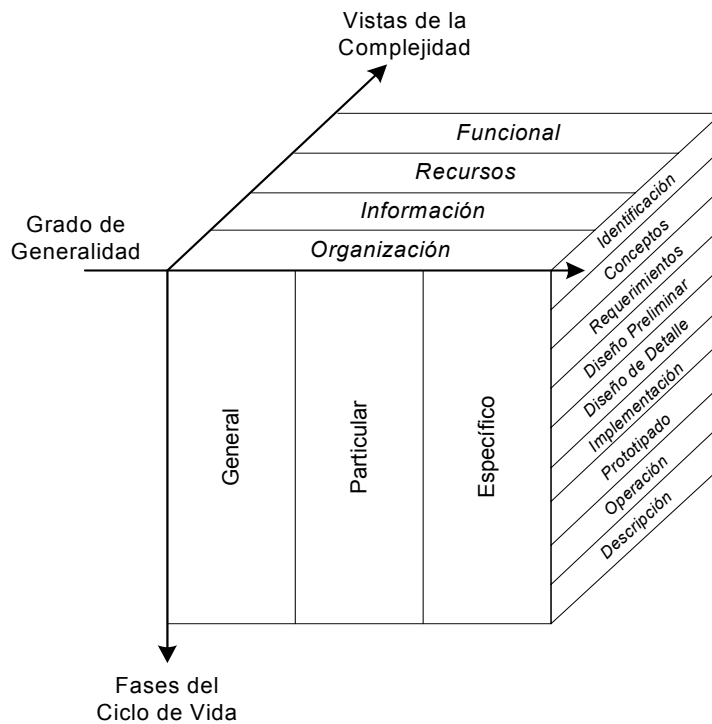 Vistas de la
Complejidad
Funcional
Recursos
Información
Organización
Grado de
Generalidad
General
Particular
Específico
Identificación
Conceptos
Requerimientos
Diseño Preliminar
Diseño de Detalle
Implementación
Prototipado
Operación
Descripción
Fases del
Ciclo de Vida